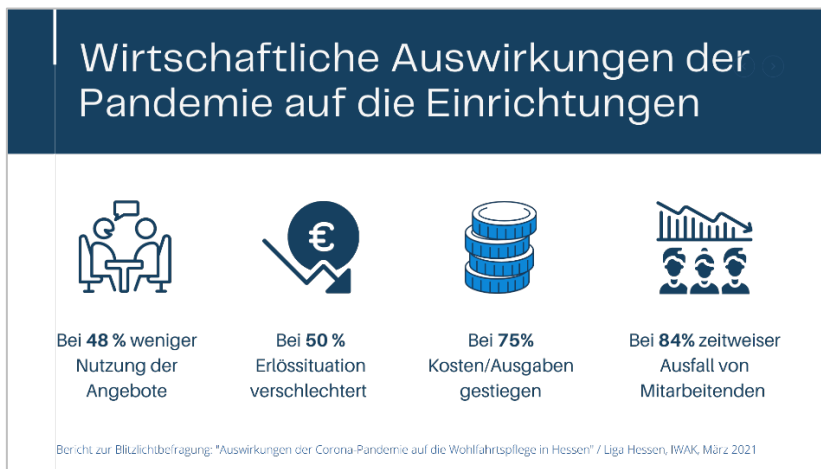 Wirtschaftliche Auswirkungen der
Pandemie auf die Einrichtungen
€
Bei 48 % weniger
Nutzung der
Angebote
Bei 50 %
Erlössituation
verschlechtert
Bei 75%
Kosten/Ausgaben
gestiegen
Bei 84% zeitweiser
Ausfall von
Mitarbeitenden
Bericht zur Blitzlichtbefragung: "Auswirkungen der Corona-Pandemie auf die Wohlfahrtspflege in Hessen" / Liga Hessen, IWAK, März 2021